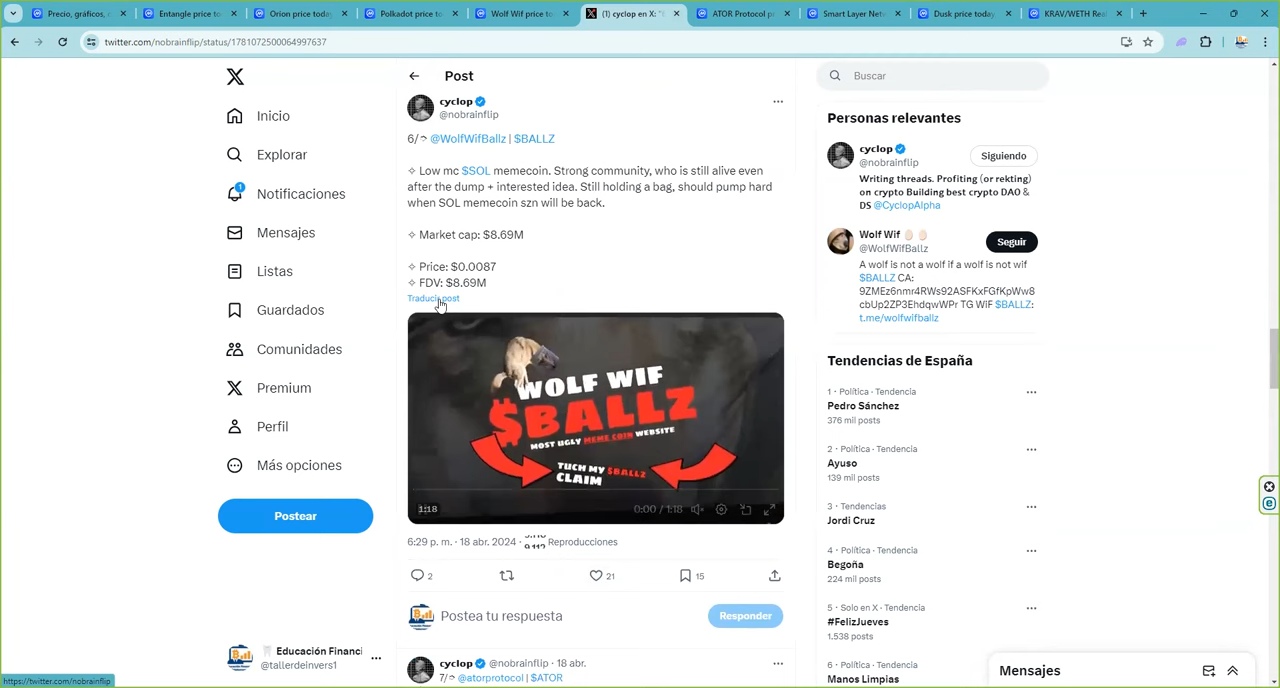 Precio, gráficos, c
Entangle price to
Orion price today
Polkadot price to
Wolf Wif price to
(1) cyclop en X: "6
ATOR Protocol p
Smart Layer Net
Dusk price today,
KRAV/WETH Rea
twitter.com/nobrainflip/status/1781072500064997637
Inicio
Explorar
1
Notificaciones
Mensajes
Listas
Guardados
Comunidades
Premium
Perfil
Más opciones
Postear
Educación Financi
@tallerdeinvers1
Post
cyclop
@nobrainflip
6/ @WolfWifBallz | $BALLZ
✧ Low mc $SOL memecoin. Strong community, who is still alive even
after the dump + interested idea. Still holding a bag, should pump hard
when SOL memecoin szn will be back.
✧ Market cap: $8.69M
✧ Price: $0.0087
✧ FDV: $8.69M
Traducir post
WOLF WIF
$BALLZ
MOST UGLY MEME COIN WEBSITE
TUCH MY $BALLZ
CLAIM
1:18
0:00 / 1:18
6:29 p. m. · 18 abr. 2024 · Reproducciones
2
21
15
Postea tu respuesta
Responder
cyclop @nobrainflip · 18 abr.
7/ @atorprotocol | $ATOR
Buscar
Personas relevantes
cyclop
@nobrainflip
Siguiendo
Writing threads. Profiting (or rekting)
on crypto Building best crypto DAO &
DS @CyclopAlpha
Wolf Wif
@WolfWifBallz
Seguir
A wolf is not a wolf if a wolf is not wif
$BALLZ CA:
9ZMEz6nmr4RWs92ASFKxFGfKpWw8
cbUp2ZP3EhdqwWPr TG WIF $BALLZ:
t.me/wolfwifballz
Tendencias de España
1 · Política · Tendencia
Pedro Sánchez
376 mil posts
2 · Política · Tendencia
Ayuso
139 mil posts
3 · Tendencias
Jordi Cruz
4 · Política · Tendencia
Begoña
224 mil posts
5 · Solo en X · Tendencia
#FelizJueves
1.538 posts
6 · Política · Tendencia
Manos Limpias
Mensajes
https://twitter.com/nobrainflip